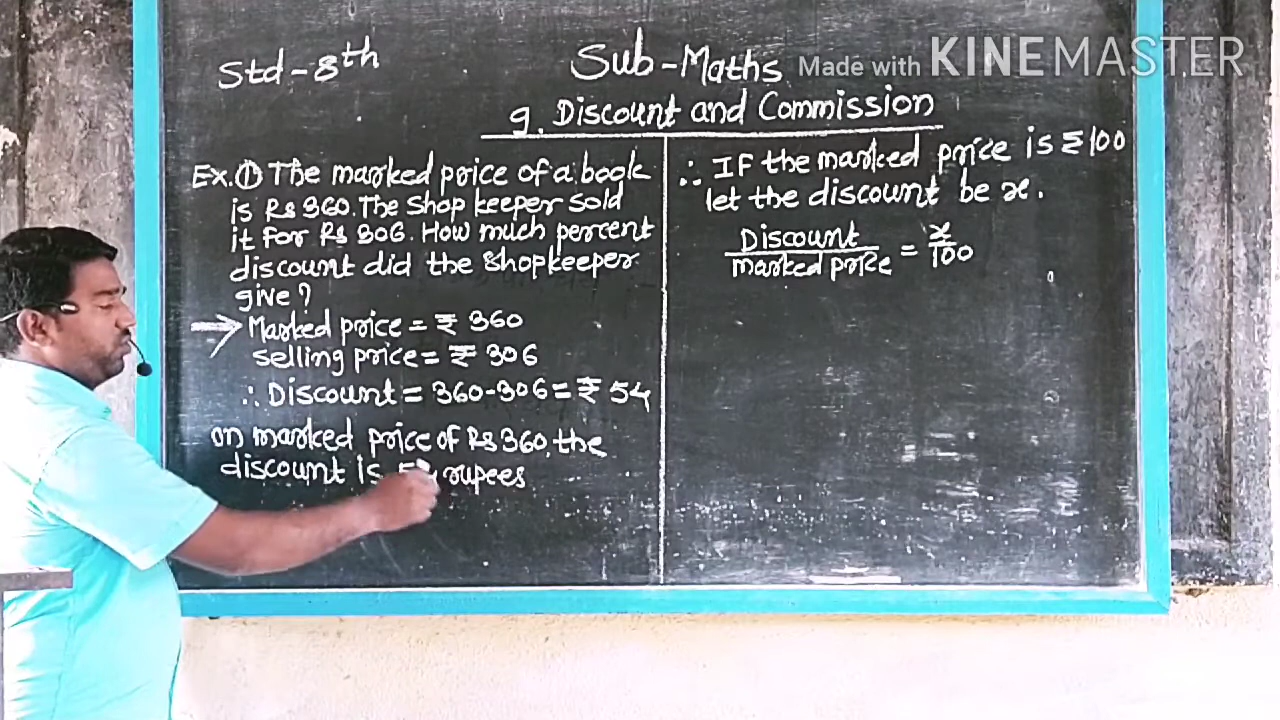 Std-8th
Sub-Maths
Made with KINEMASTER
9. Discount and Commission
Ex.① The marked price of a book
is Rs 360. The shop keeper sold
it for Rs 306. How much percent
discount did the shopkeeper
give?
Marked price = ₹ 360
selling price = ₹ 306
∴ Discount = 360-306 = ₹ 54
on marked price of Rs 360, the
discount is rupees
∴ IF the marked price is ₹ 100
let the discount be x.
Discount
marked price
= x/100